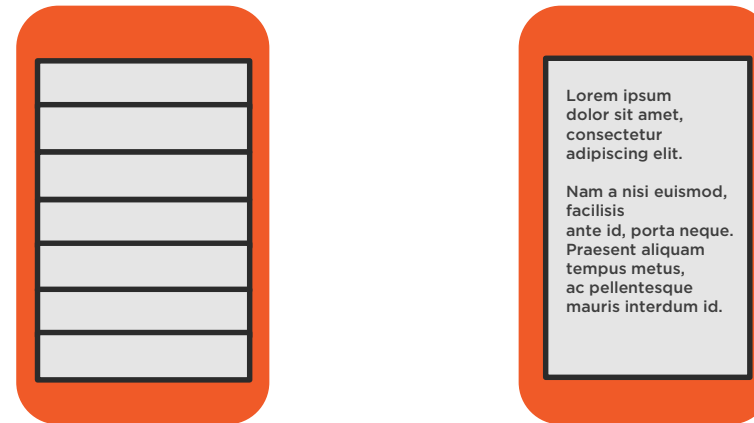 Lorem ipsum
dolor sit amet,
consectetur
adipiscing elit.
Nam a nisi euismod,
facilisis
ante id, porta neque.
Praesent aliquam
tempus metus,
ac pellentesque
mauris interdum id.